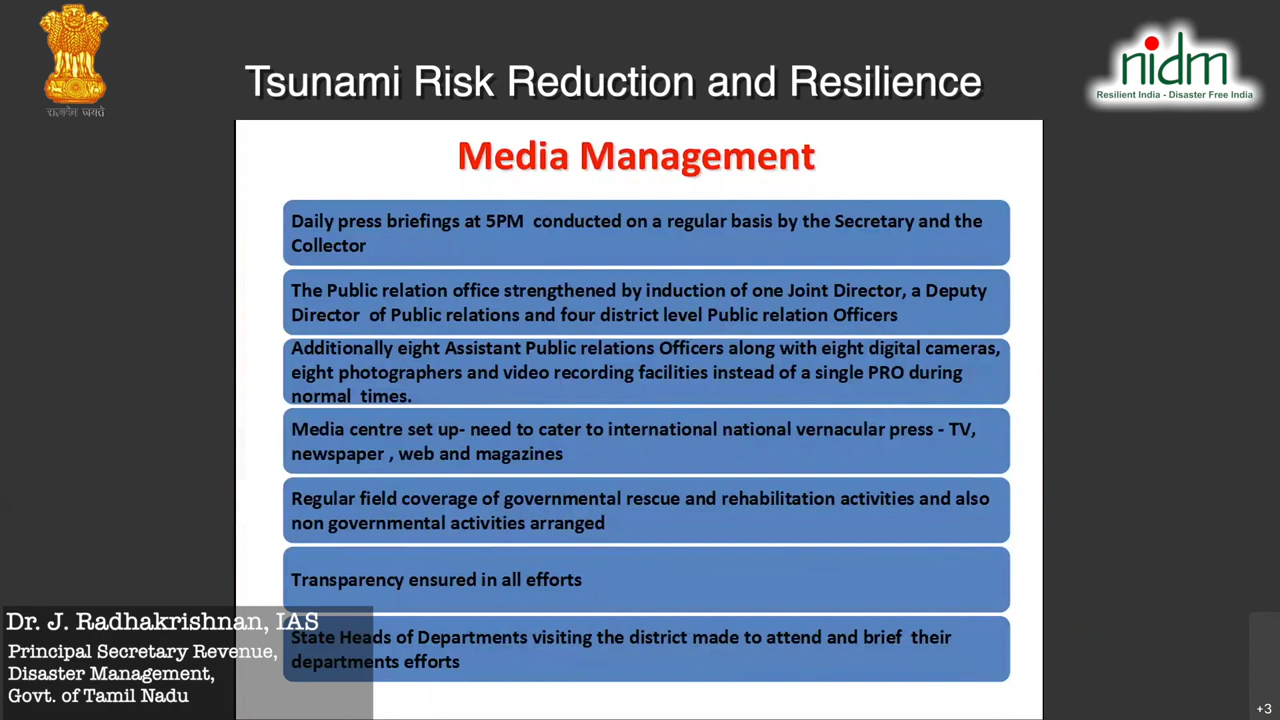 सत्यमेव जयते
nidm
Resilient India - Disaster Free India
Tsunami Risk Reduction and Resilience
Media Management
Daily press briefings at 5PM conducted on a regular basis by the Secretary and the
Collector
The Public relation office strengthened by induction of one Joint Director, a Deputy
Director of Public relations and four district level Public relation Officers
Additionally eight Assistant Public relations Officers along with eight digital cameras,
eight photographers and video recording facilities instead of a single PRO during
normal times.
Media centre set up- need to cater to international national vernacular press - TV,
newspaper , web and magazines
Regular field coverage of governmental rescue and rehabilitation activities and also
non governmental activities arranged
Transparency ensured in all efforts
State Heads of Departments visiting the district made to attend and brief their
departments efforts
Dr. J. Radhakrishnan, IAS
Principal Secretary Revenue,
Disaster Management,
Govt. of Tamil Nadu
+3